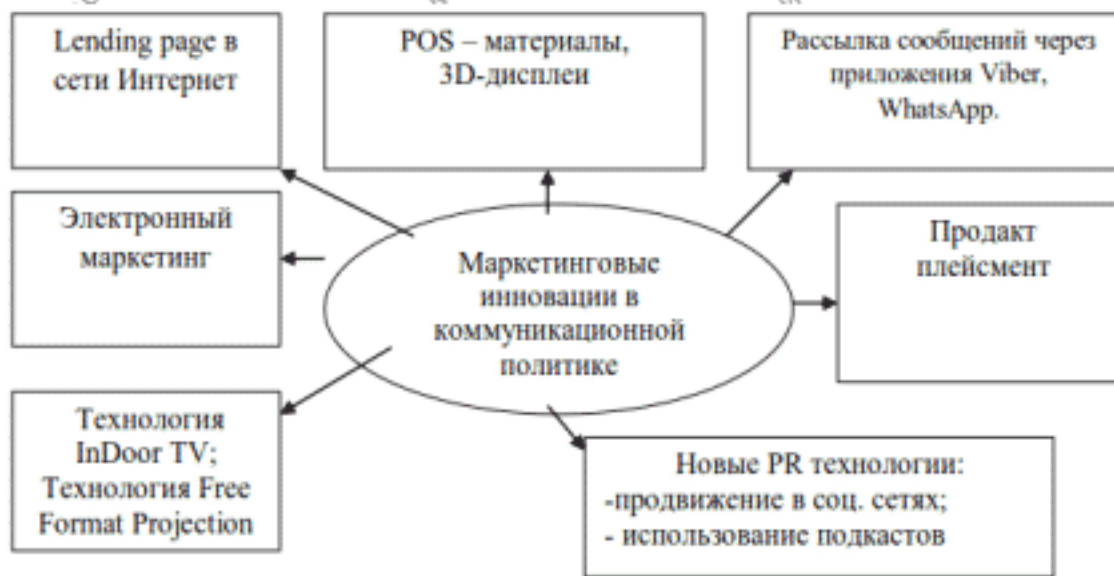 Lending page в
сети Интернет
POS – материалы,
3D-дисплеи
Рассылка сообщений через
приложения Viber,
WhatsApp.
Электронный
маркетинг
Маркетинговые
инновации в
коммуникационной
политике
Продакт
плейсмент
Технология
InDoor TV;
Технология Free
Format Projection
Новые PR технологии:
-продвижение в соц. сетях;
- использование подкастов